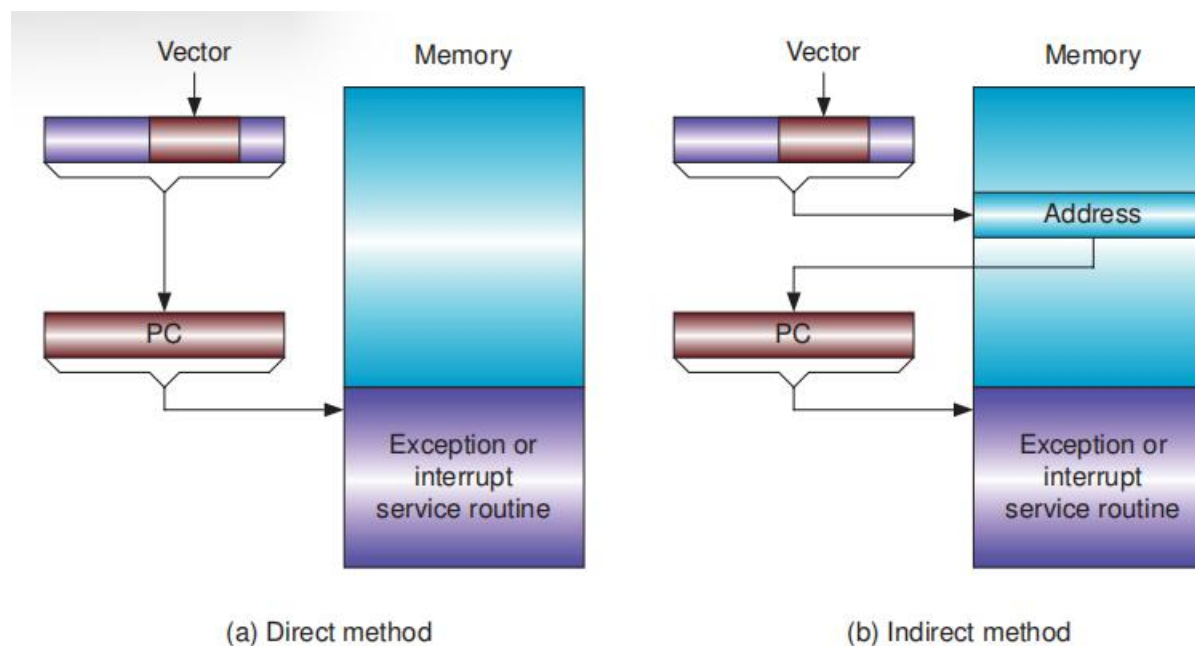 Vector
Memory
PC
Exception or
interrupt
service routine
(a) Direct method
Vector
Memory
Address
PC
Exception or
interrupt
service routine
(b) Indirect method